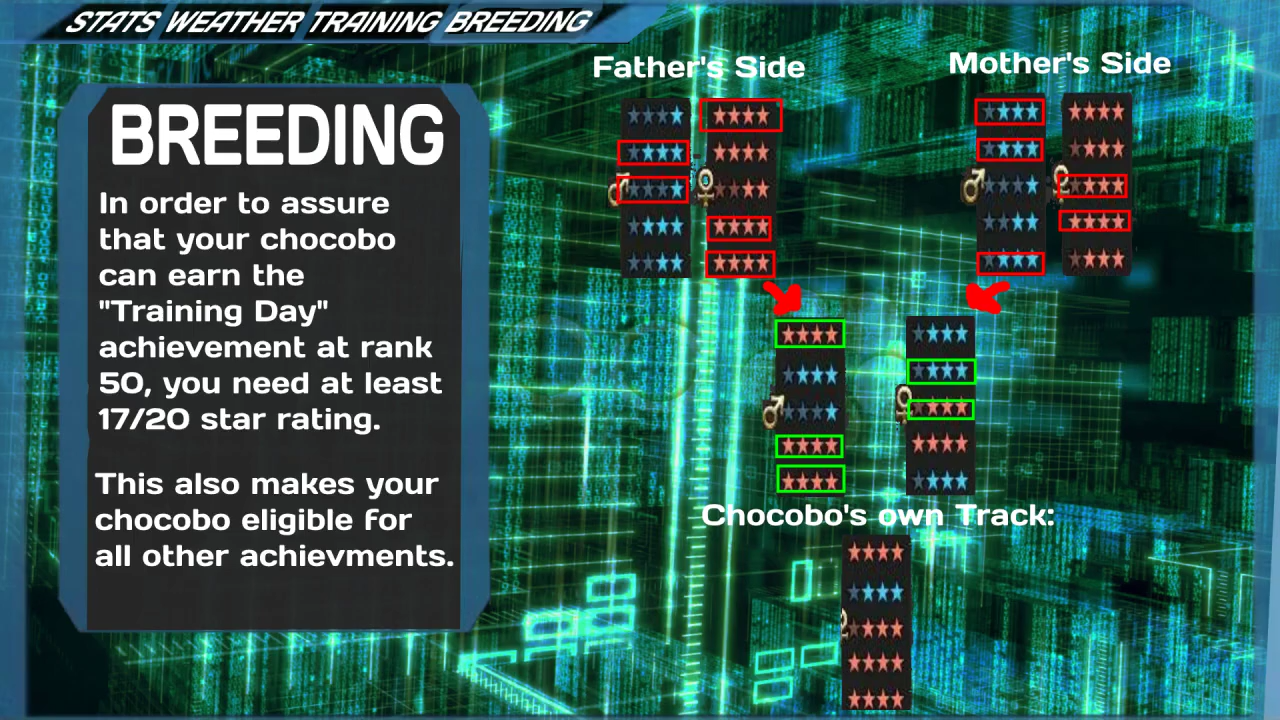 STATS WEATHER TRAINING BREEDING
BREEDING
In order to assure
that your chocobo
can earn the
"Training Day"
achievement at rank
50, you need at least
17/20 star rating.
This also makes your
chocobo eligible for
all other achievments.
Father's Side
Mother's Side
Chocobo's own Track: